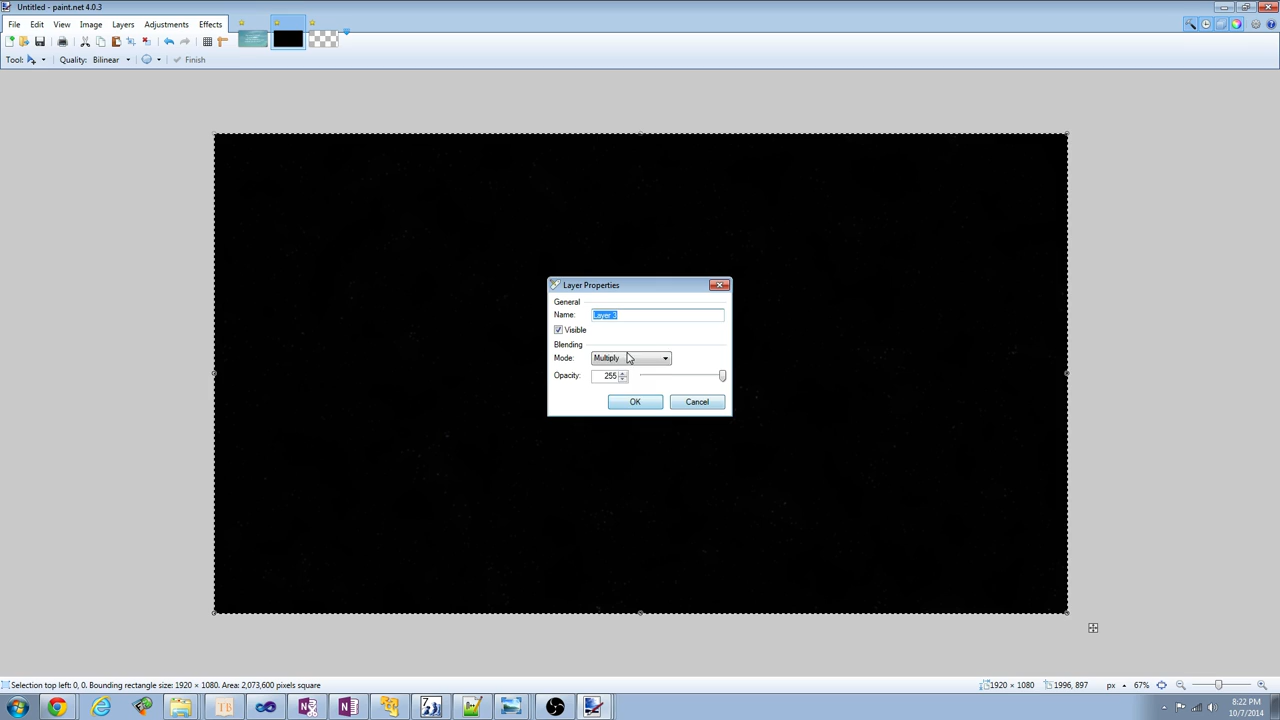 Untitled - paint.net 4.0.3
File Edit View Image Layers Adjustments Effects
Tool: Quality: Bilinear Finish
Layer Properties
General
Name: Layer 3
Visible
Blending
Mode: Multiply
Opacity: 255
OK Cancel
Selection top left: 0, 0. Bounding rectangle size: 1920 × 1080. Area: 2,073,600 pixels square
1920 × 1080 1996, 897 px 67%
TB
8:22 PM
10/7/2014